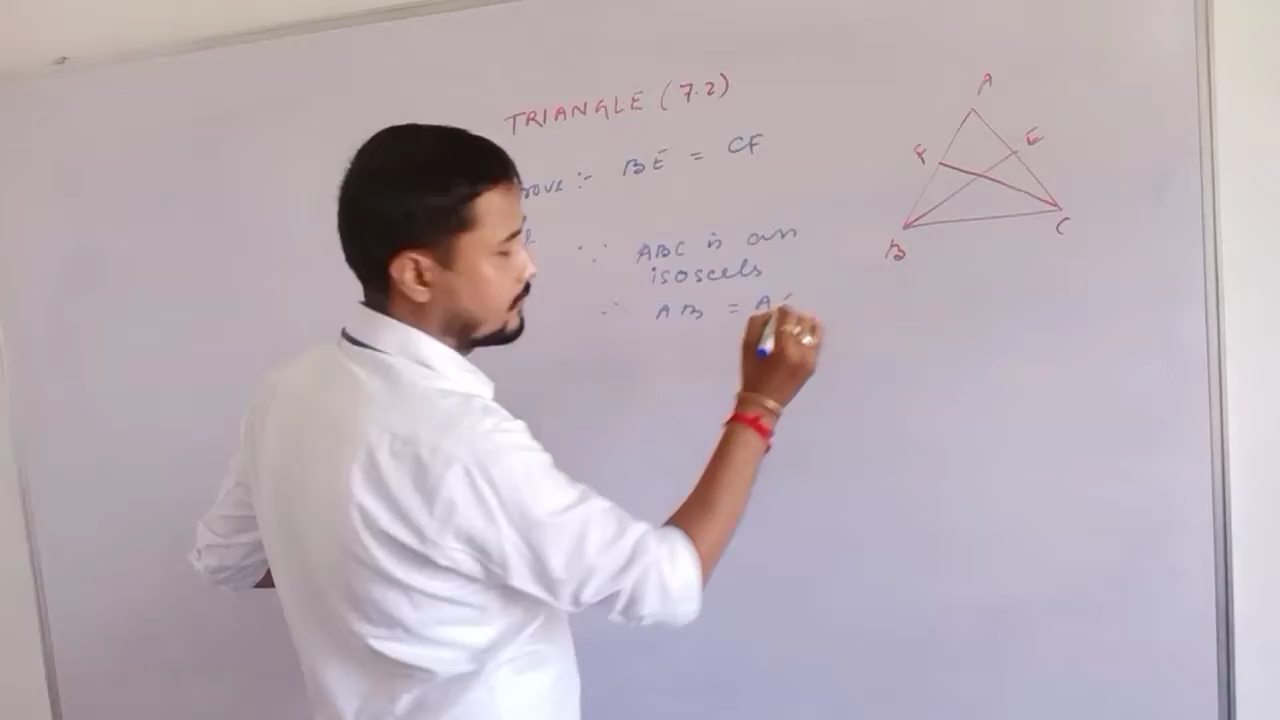 TRIANGLE (7.2)
:- BE = CF
∵ ABC is an
isoscels
∴ AB = A
A
F
E
B
C